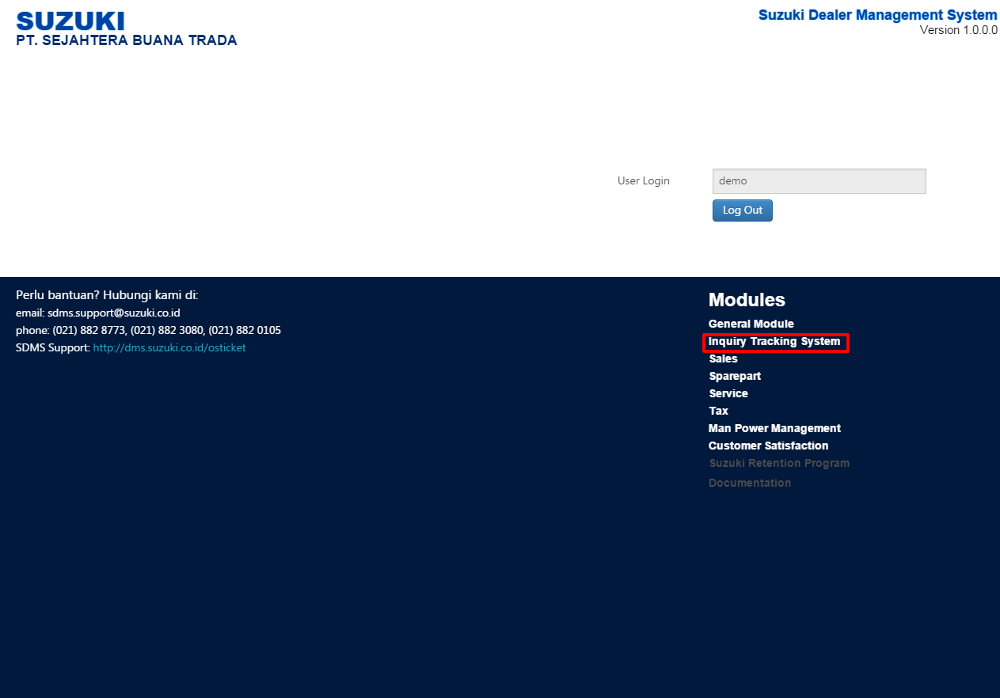 SUZUKI
PT. SEJAHTERA BUANA TRADA
Suzuki Dealer Management System
Version 1.0.0.0
User Login
demo
Log Out
Perlu bantuan? Hubungi kami di:
email: sdms.support@suzuki.co.id
phone: (021) 882 8773, (021) 882 3080, (021) 882 0105
SDMS Support: http://dms.suzuki.co.id/osticket
Modules
General Module
Inquiry Tracking System
Sales
Sparepart
Service
Tax
Man Power Management
Customer Satisfaction
Suzuki Retention Program
Documentation